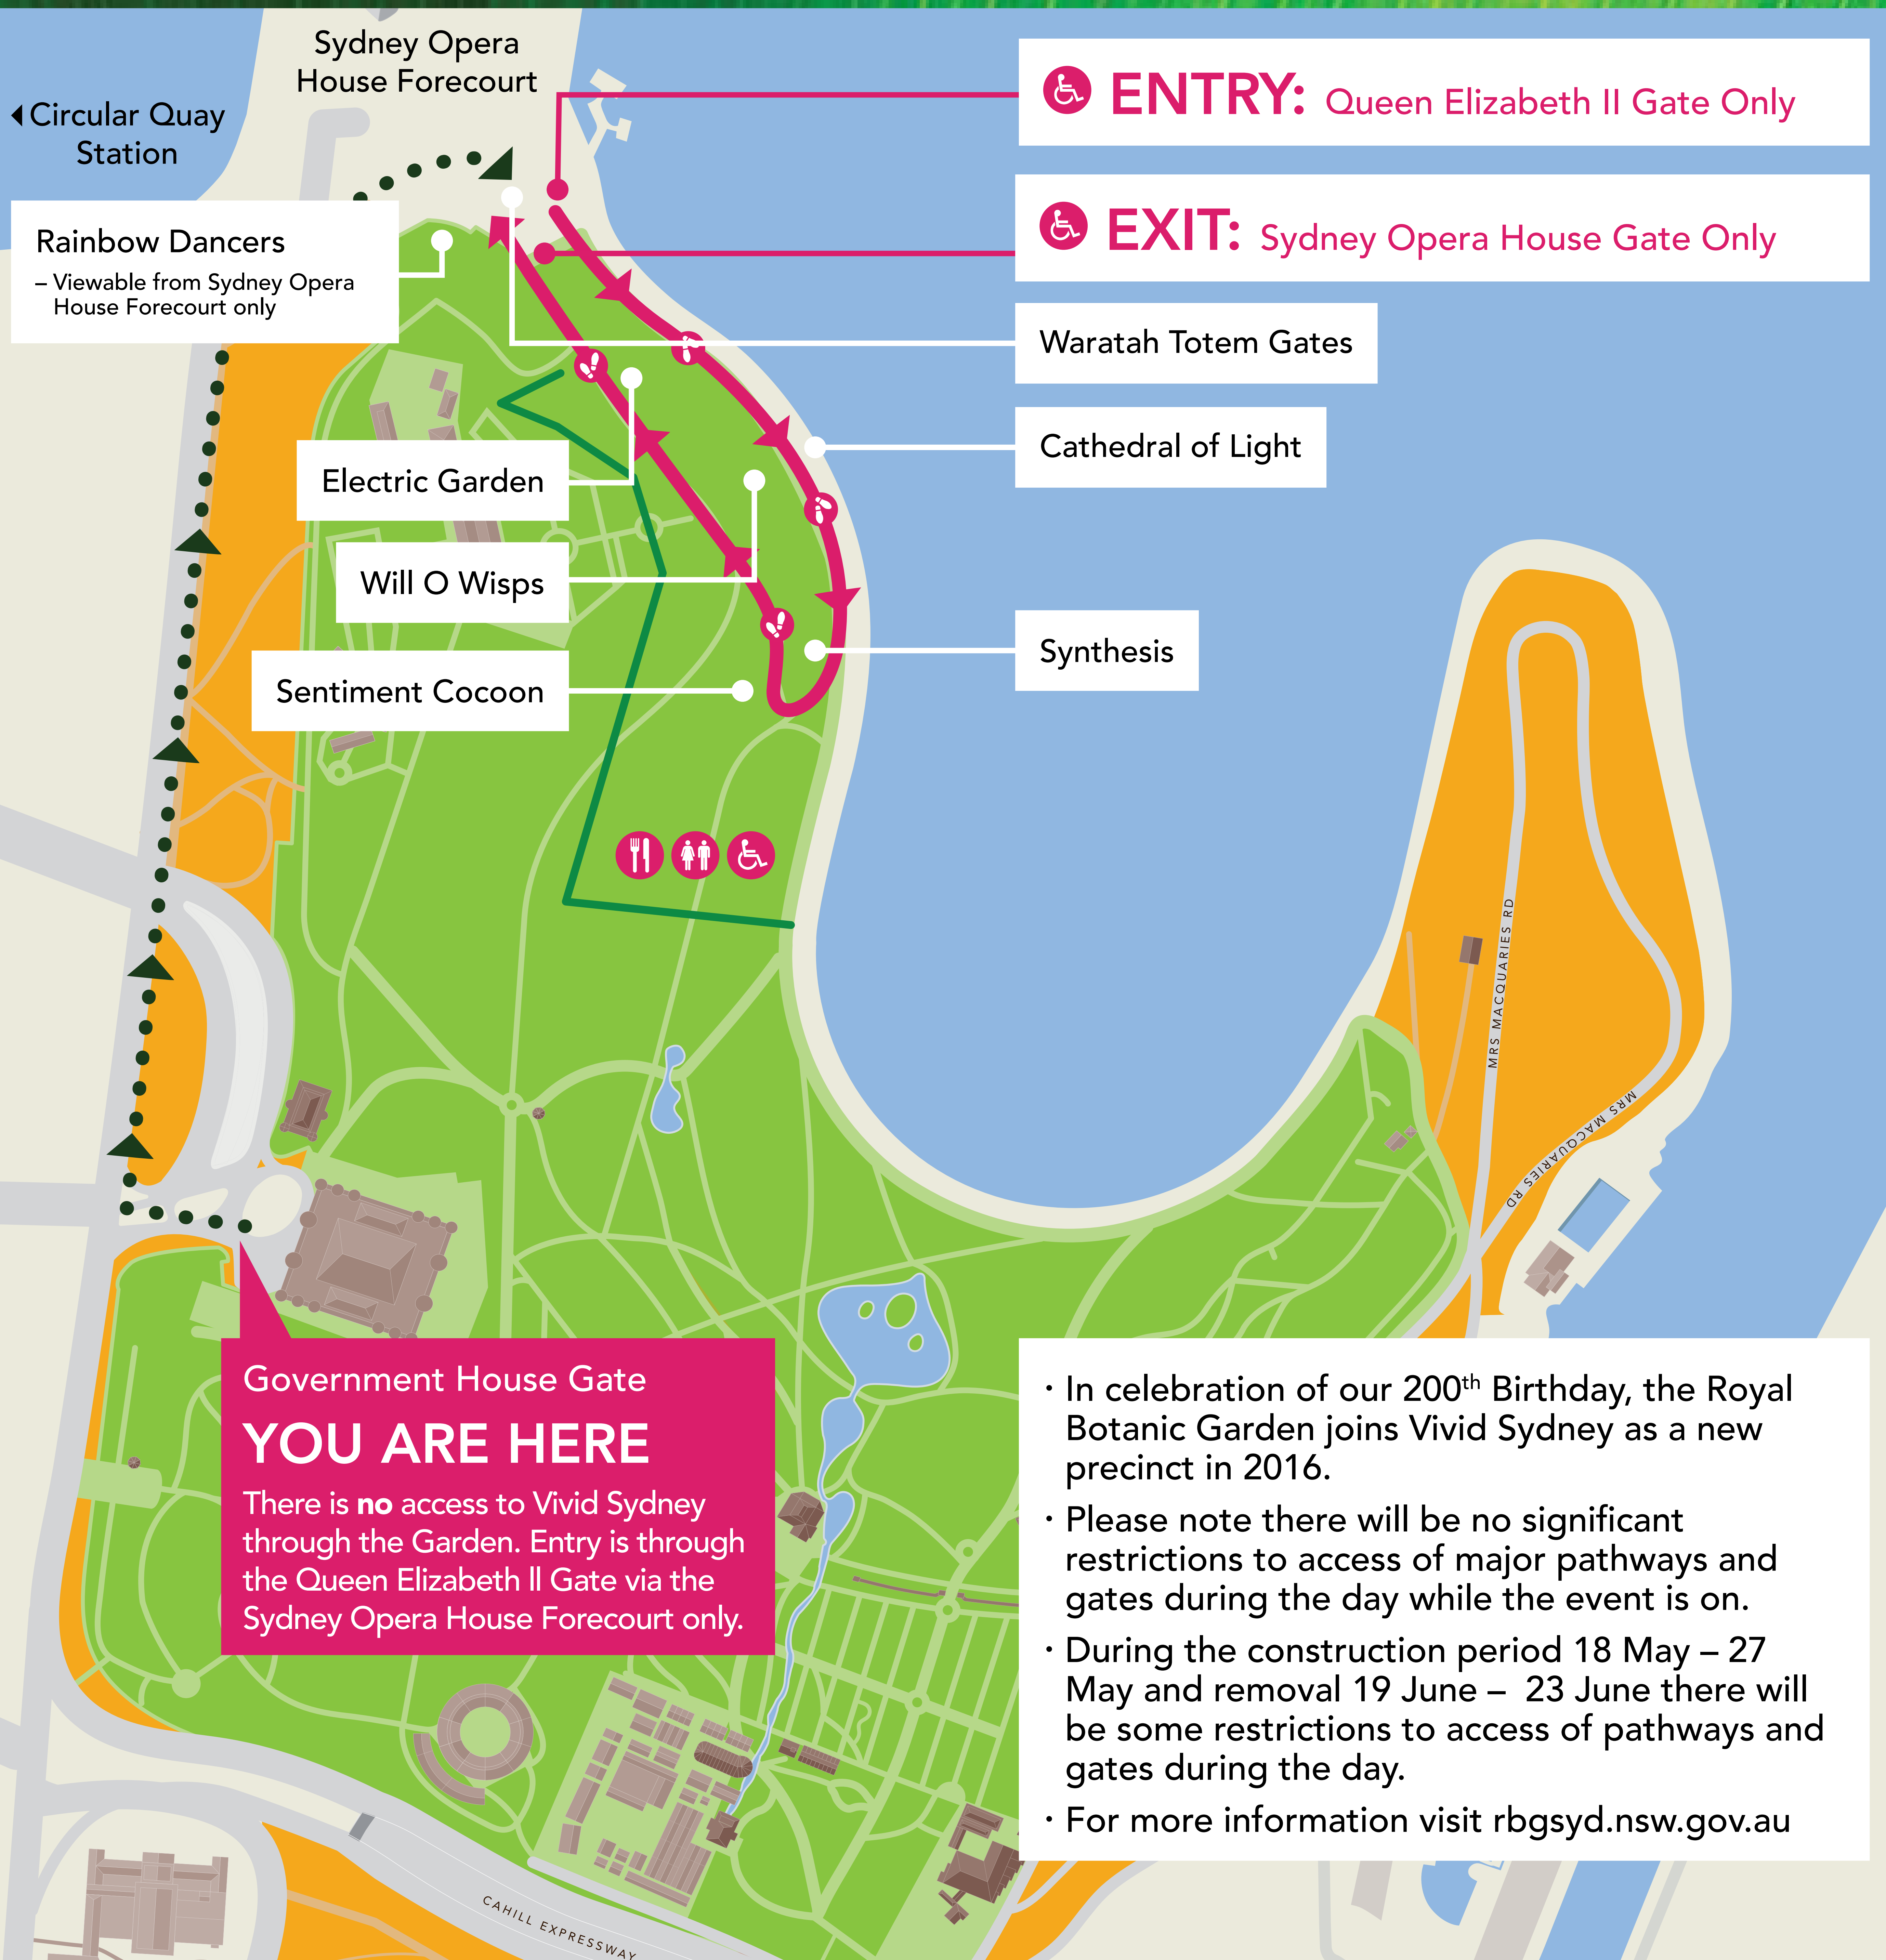 Sydney Opera
House Forecourt
Circular Quay
Station
ENTRY: Queen Elizabeth II Gate Only
EXIT: Sydney Opera House Gate Only
Rainbow Dancers
– Viewable from Sydney Opera
House Forecourt only
Waratah Totem Gates
Cathedral of Light
Electric Garden
Will O Wisps
Synthesis
Sentiment Cocoon
MRS MACQUARIES RD
MRS MACQUARIES RD
Government House Gate
YOU ARE HERE
There is no access to Vivid Sydney
through the Garden. Entry is through
the Queen Elizabeth ll Gate via the
Sydney Opera House Forecourt only.
· In celebration of our 200th Birthday, the Royal
Botanic Garden joins Vivid Sydney as a new
precinct in 2016.
· Please note there will be no significant
restrictions to access of major pathways and
gates during the day while the event is on.
· During the construction period 18 May – 27
May and removal 19 June – 23 June there will
be some restrictions to access of pathways and
gates during the day.
· For more information visit rbgsyd.nsw.gov.au
CAHILL EXPRESSWAY